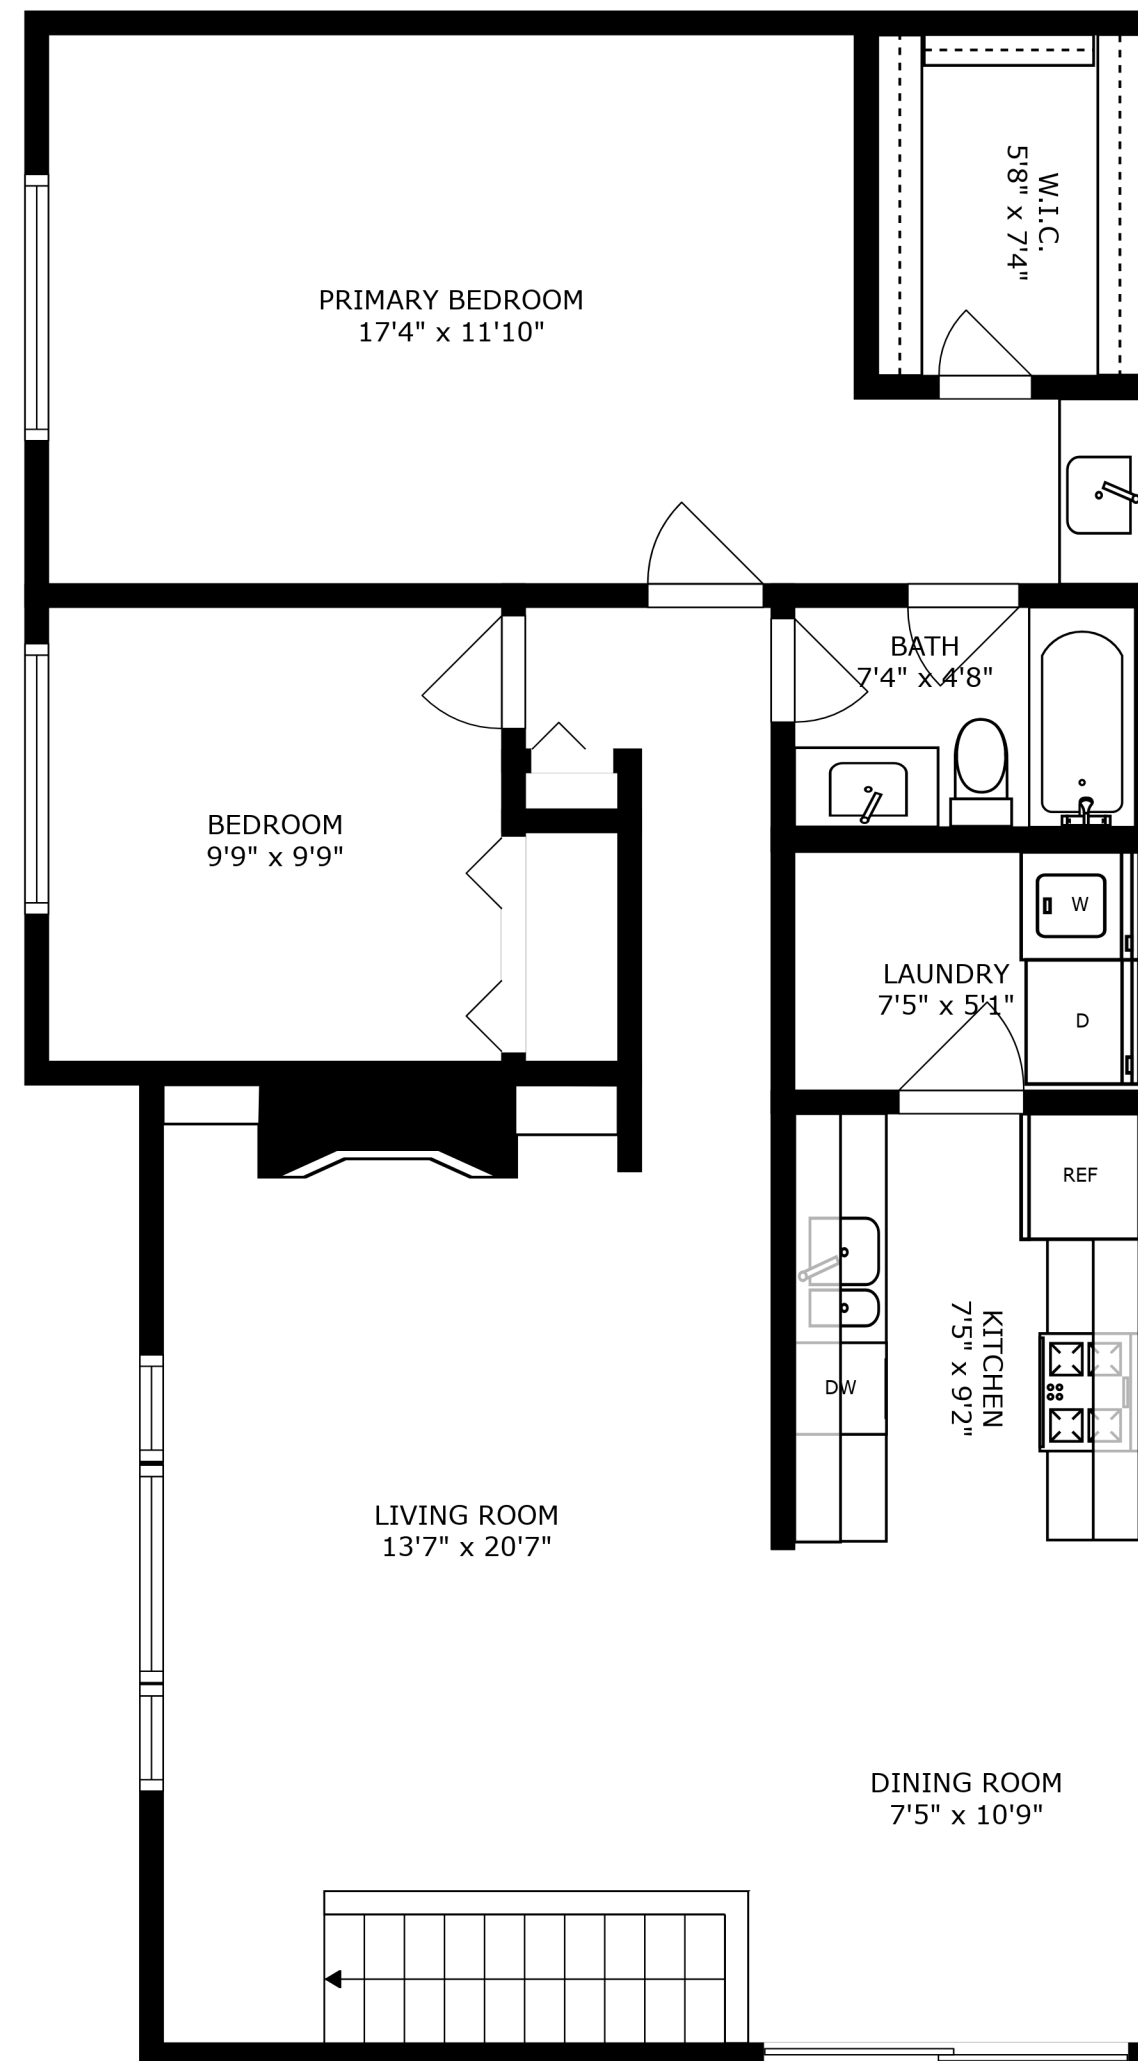 W.I.C.
5'8" x 7'4"
PRIMARY BEDROOM
17'4" x 11'10"
BATH
7'4" x 4'8"
BEDROOM
9'9" x 9'9"
W
LAUNDRY
7'5" x 5'1"
D
REF
KITCHEN
7'5" x 9'2"
DW
LIVING ROOM
13'7" x 20'7"
DINING ROOM
7'5" x 10'9"